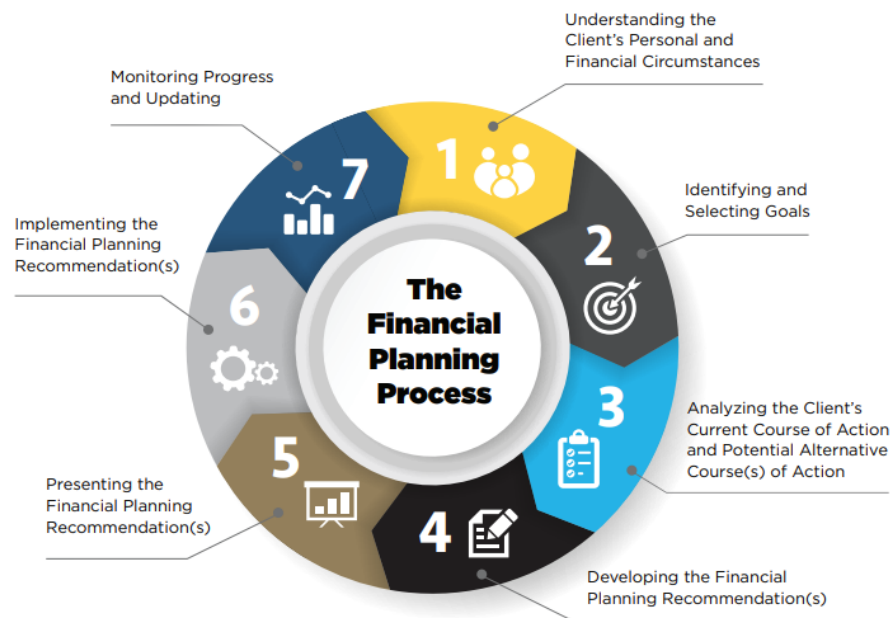 The
Financial
Planning
Process
1
Understanding the
Client's Personal and
Financial Circumstances
2
Identifying and
Selecting Goals
3
Analyzing the Client's
Current Course of Action
and Potential Alternative
Course(s) of Action
4
Developing the Financial
Planning Recommendation(s)
5
Presenting the
Financial Planning
Recommendation(s)
6
Implementing the
Financial Planning
Recommendation(s)
7
Monitoring Progress
and Updating